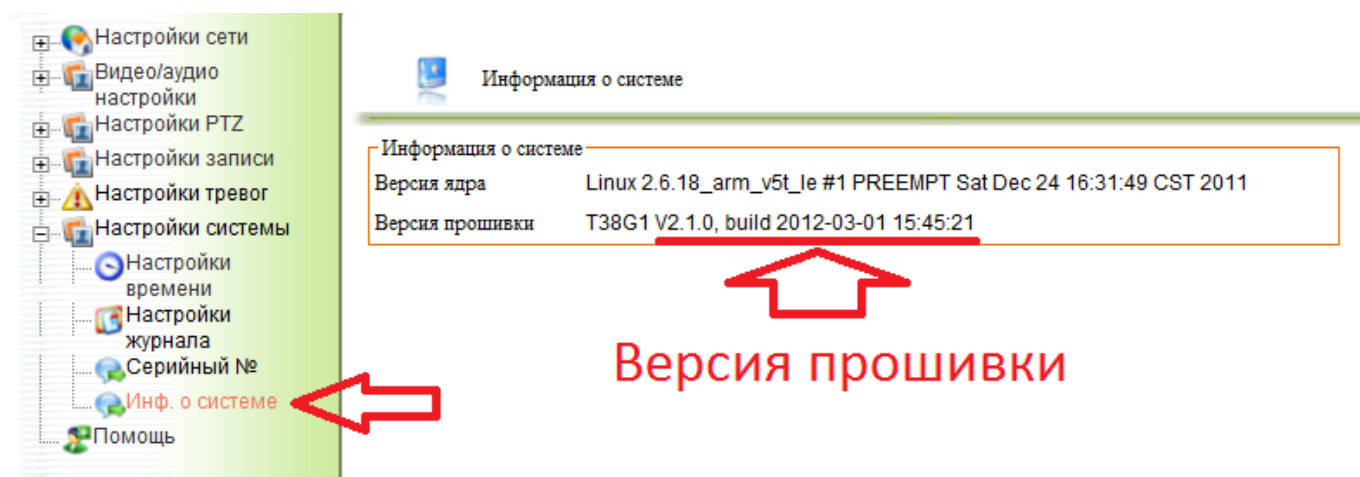 Настройки сети
Видео/аудио
настройки
Настройки PTZ
Настройки записи
Настройки тревог
Настройки системы
Настройки
времени
Настройки
журнала
Серийный №
Инф. о системе
Помощь
Информация о системе
Информация о системе
Версия ядра Linux 2.6.18_arm_v5t_le #1 PREEMPT Sat Dec 24 16:31:49 CST 2011
Версия прошивки T38G1 V2.1.0, build 2012-03-01 15:45:21
Версия прошивки